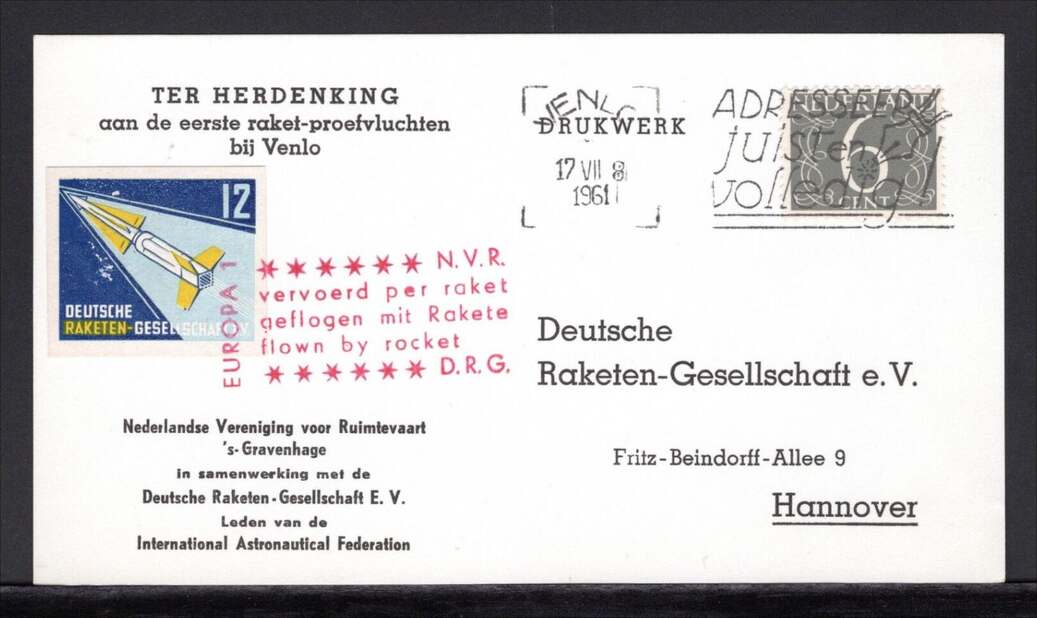 TER HERDENKING
aan de eerste raket-proefvluchten
bij Venlo
12
DEUTSCHE
RAKETEN-GESELLSCHAFT E.V.
EUROPA 1
****** N.V.R.
vervoerd per raket
geflogen mit Rakete
flown by rocket
****** D.R.G.
Nederlandse Vereniging voor Ruimtevaart
's-Gravenhage
in samenwerking met de
Deutsche Raketen-Gesellschaft E. V.
Leden van de
International Astronautical Federation
VENLO
DRUKWERK
17 VII 8
1961
ADRESSEER
juist en
volledig!
NEDERLAND
6
CENT
Deutsche
Raketen-Gesellschaft e. V.
Fritz-Beindorff-Allee 9
Hannover